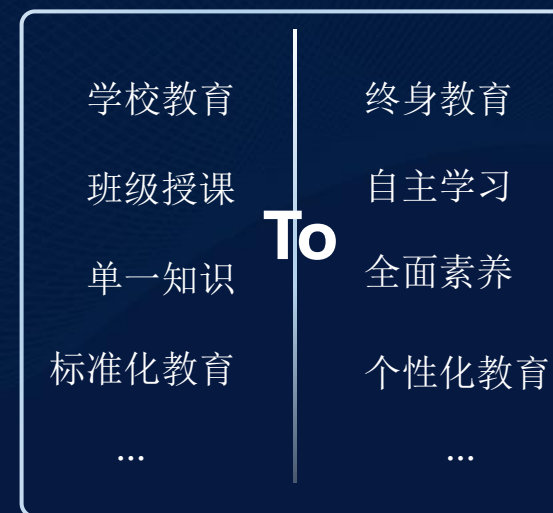 学校教育
班级授课
单一知识
标准化教育
...
To
终身教育
自主学习
全面素养
个性化教育
...